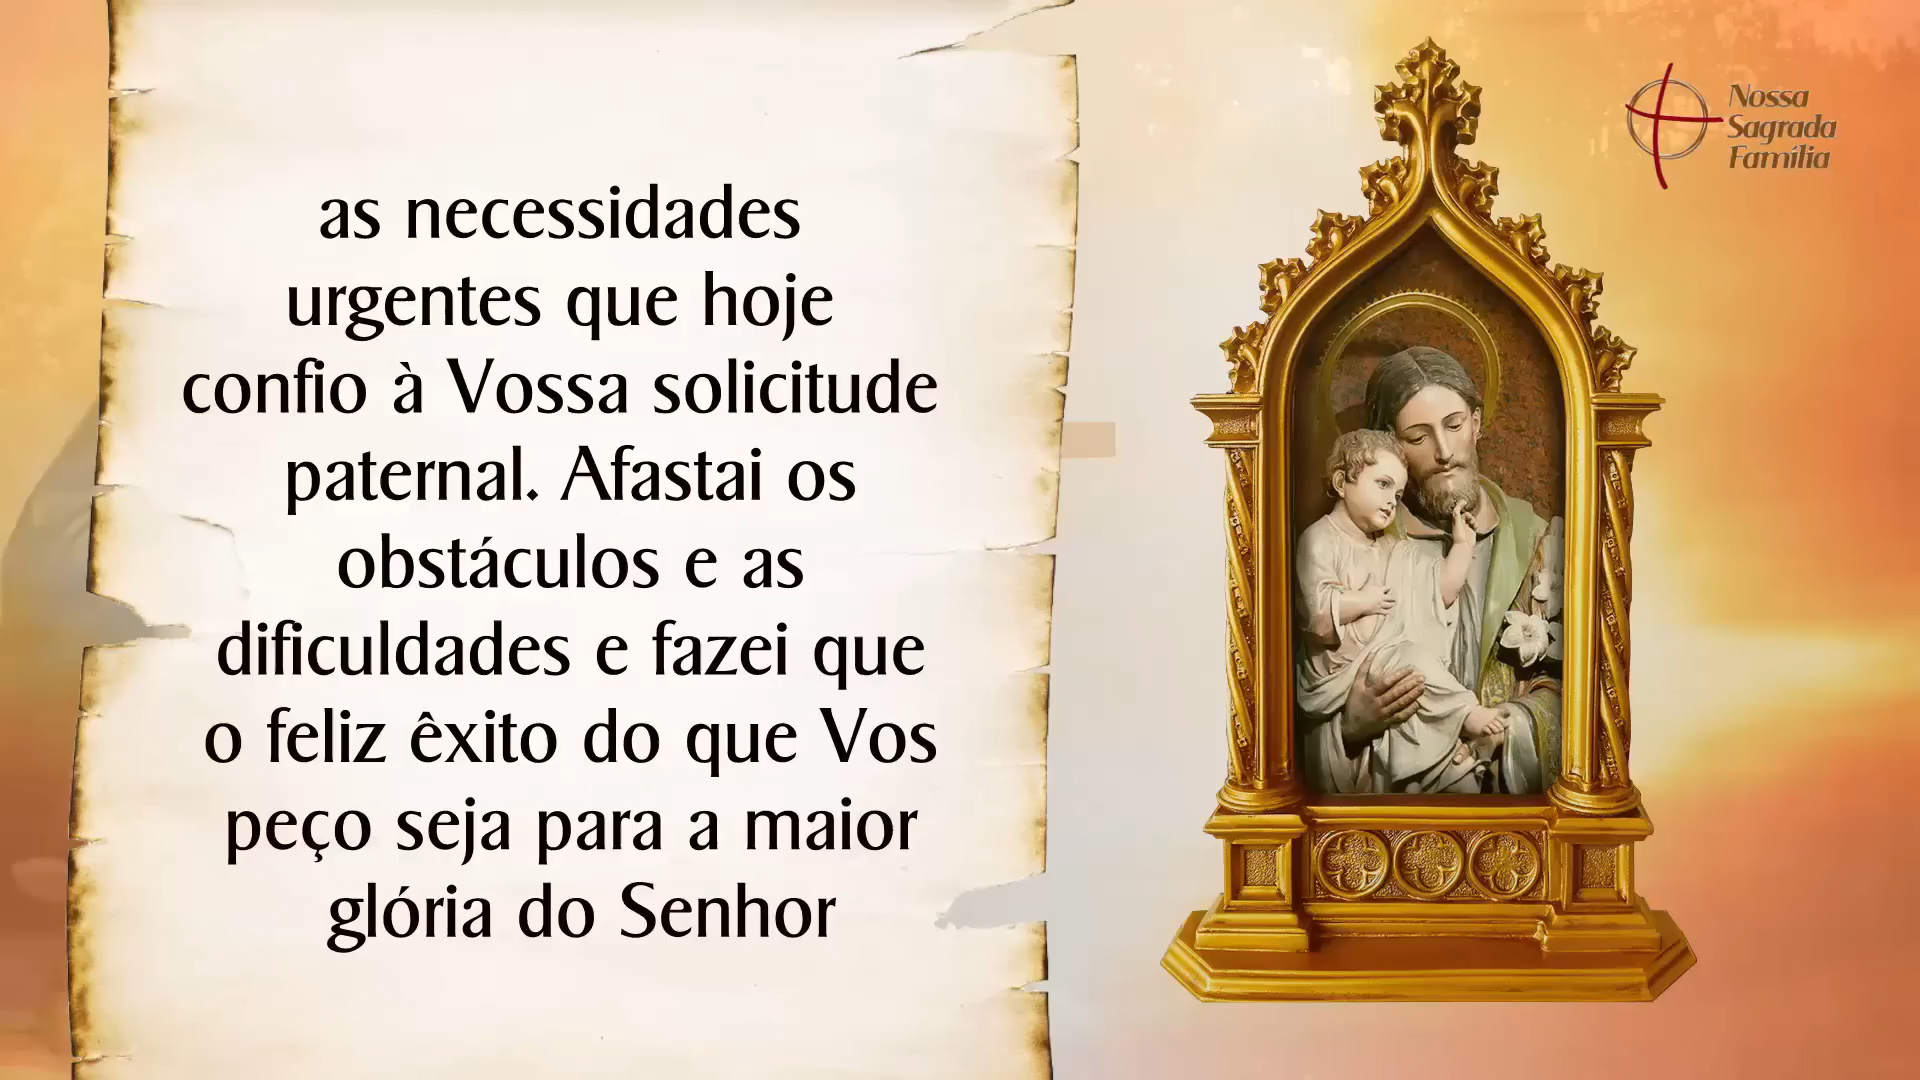 as necessidades
urgentes que hoje
confio à Vossa solicitude
paternal. Afastai os
obstáculos e as
dificuldades e fazei que
o feliz êxito do que Vos
peço seja para a maior
glória do Senhor
Nossa
Sagrada
Família